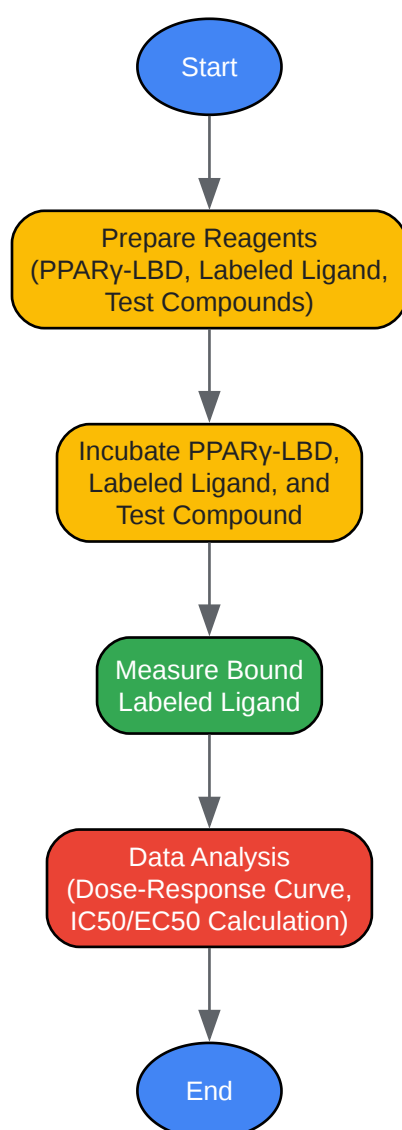 Start
Prepare Reagents
(PPARγ-LBD, Labeled Ligand,
Test Compounds)
Incubate PPARγ-LBD,
Labeled Ligand, and
Test Compound
Measure Bound
Labeled Ligand
Data Analysis
(Dose-Response Curve,
IC50/EC50 Calculation)
End